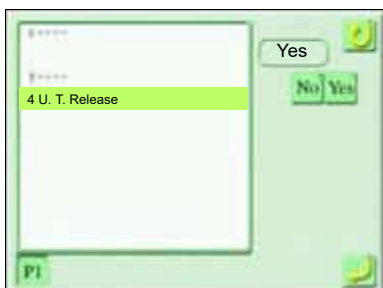 Yes
4 U. T. Release
No Yes
P1